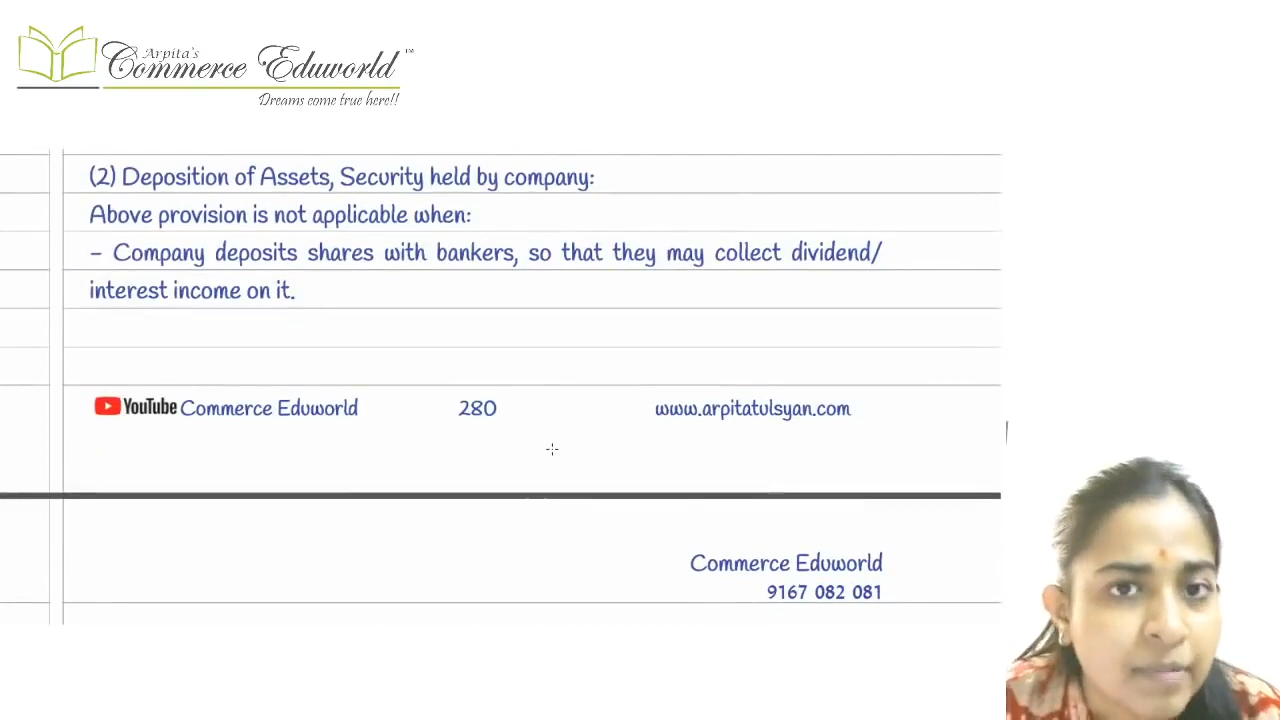 Arpita's
Commerce Eduworld™
Dreams come true here!!
(2) Deposition of Assets, Security held by company:
Above provision is not applicable when:
- Company deposits shares with bankers, so that they may collect dividend/
interest income on it.
YouTube Commerce Eduworld 280 www.arpitatulsyan.com
Commerce Eduworld
9167 082 081